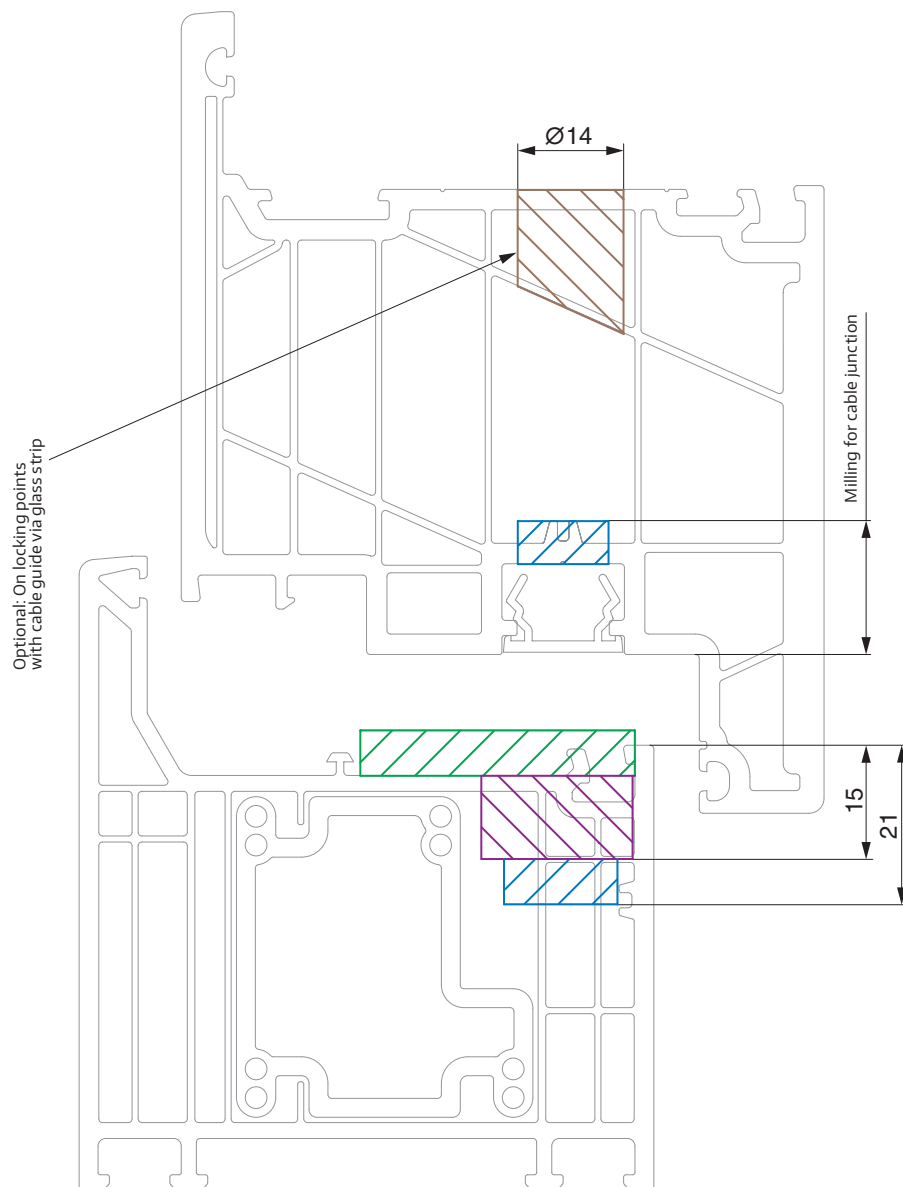 Ø14
Optional: On locking points
with cable guide via glass strip
Milling for cable junction
15
21